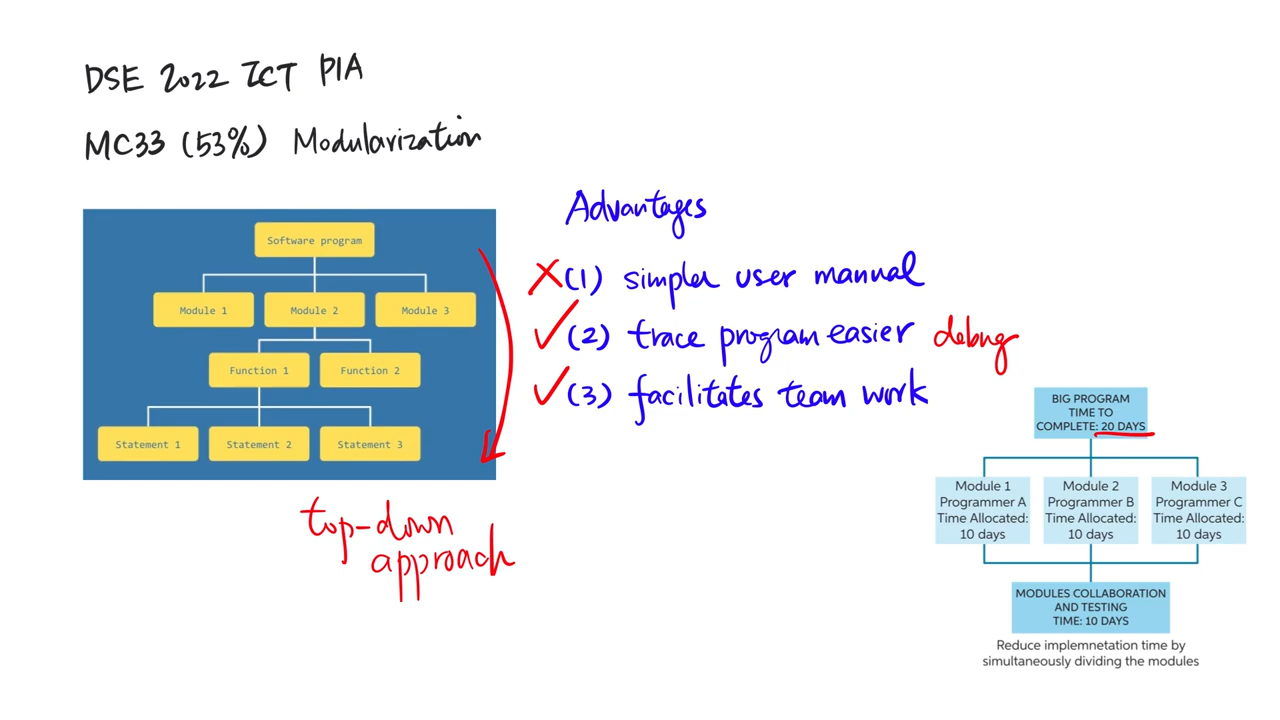 DSE 2022 ICT P1A
MC33 (53%) Modularization
Software program
Module 1 Module 2 Module 3
Function 1 Function 2
Statement 1 Statement 2 Statement 3
top-down
approach
Advantages
(1) simpler user manual
(2) trace program easier debug
(3) facilitates team work
BIG PROGRAM
TIME TO
COMPLETE: 20 DAYS
Module 1
Programmer A
Time Allocated:
10 days
Module 2
Programmer B
Time Allocated:
10 days
Module 3
Programmer C
Time Allocated:
10 days
MODULES COLLABORATION
AND TESTING
TIME: 10 DAYS
Reduce implemnetation time by
simultaneously dividing the modules